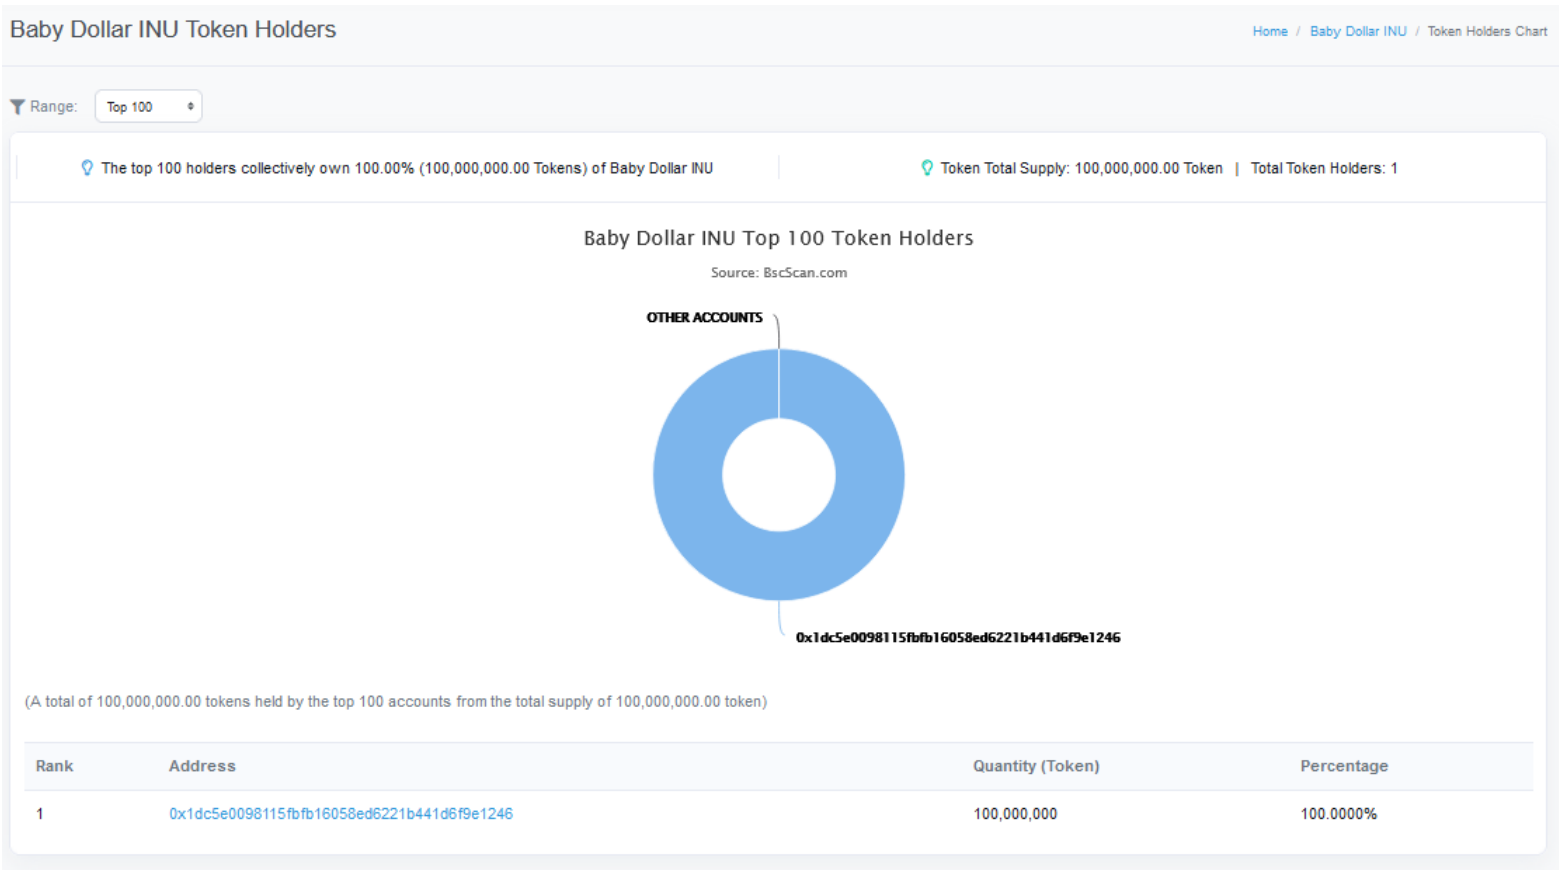 Baby Dollar INU Token Holders
Home / Baby Dollar INU / Token Holders Chart
Range: Top 100
The top 100 holders collectively own 100.00% (100,000,000.00 Tokens) of Baby Dollar INU
Token Total Supply: 100,000,000.00 Token | Total Token Holders: 1
Baby Dollar INU Top 100 Token Holders
Source: BscScan.com
OTHER ACCOUNTS
0x1dc5e0098115fbfb16058ed6221b441d6f9e1246
(A total of 100,000,000.00 tokens held by the top 100 accounts from the total supply of 100,000,000.00 token)
Rank Address Quantity (Token) Percentage
1 0x1dc5e0098115fbfb16058ed6221b441d6f9e1246 100,000,000 100.0000%